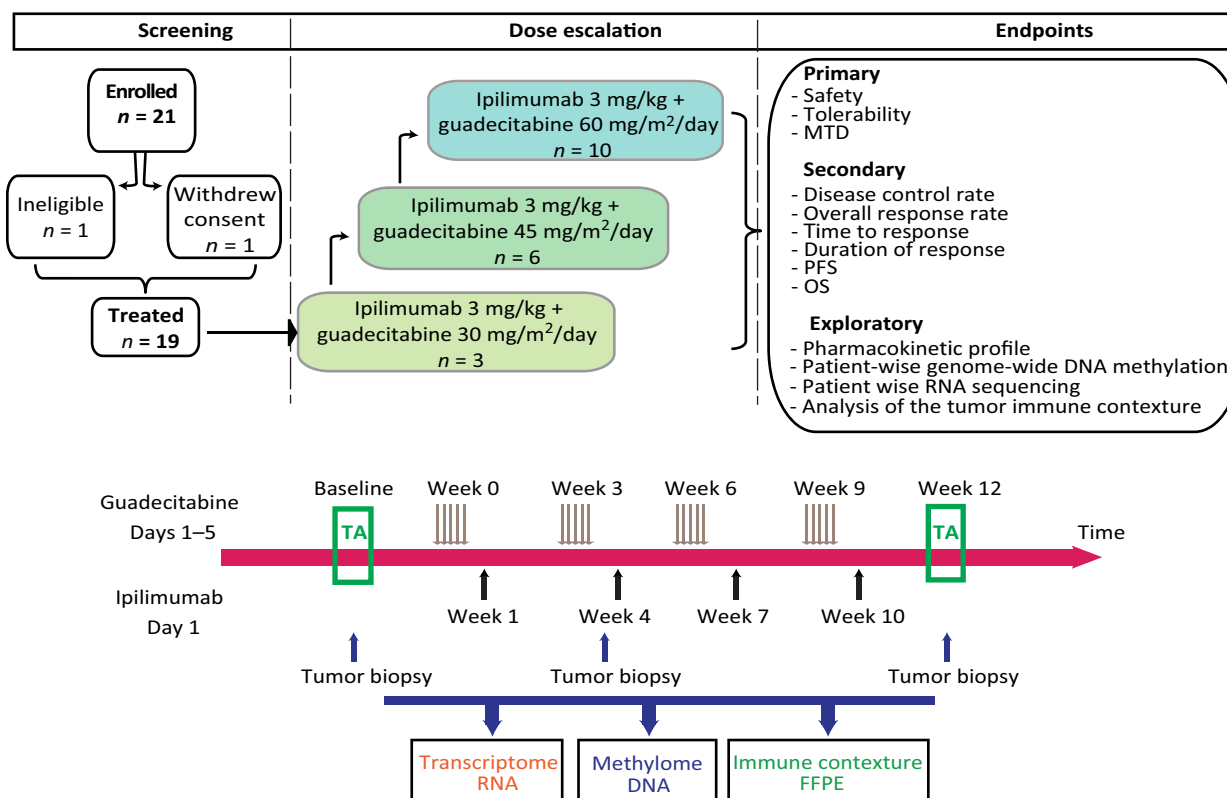 Screening
Dose escalation
Endpoints
Enrolled
n = 21
Ineligible
n = 1
Withdrew
consent
n = 1
Treated
n = 19
Ipilimumab 3 mg/kg +
guadecitabine 60 mg/m²/day
n = 10
Ipilimumab 3 mg/kg +
guadecitabine 45 mg/m²/day
n = 6
Ipilimumab 3 mg/kg +
guadecitabine 30 mg/m²/day
n = 3
Primary
- Safety
- Tolerability
- MTD
Secondary
- Disease control rate
- Overall response rate
- Time to response
- Duration of response
- PFS
- OS
Exploratory
- Pharmacokinetic profile
- Patient-wise genome-wide DNA methylation
- Patient wise RNA sequencing
- Analysis of the tumor immune contexture
Guadecitabine
Days 1–5
Baseline
Week 0
Week 3
Week 6
Week 9
Week 12
TA
TA
Time
Ipilimumab
Day 1
Week 1
Week 4
Week 7
Week 10
Tumor biopsy
Tumor biopsy
Tumor biopsy
Transcriptome
RNA
Methylome
DNA
Immune contexture
FFPE